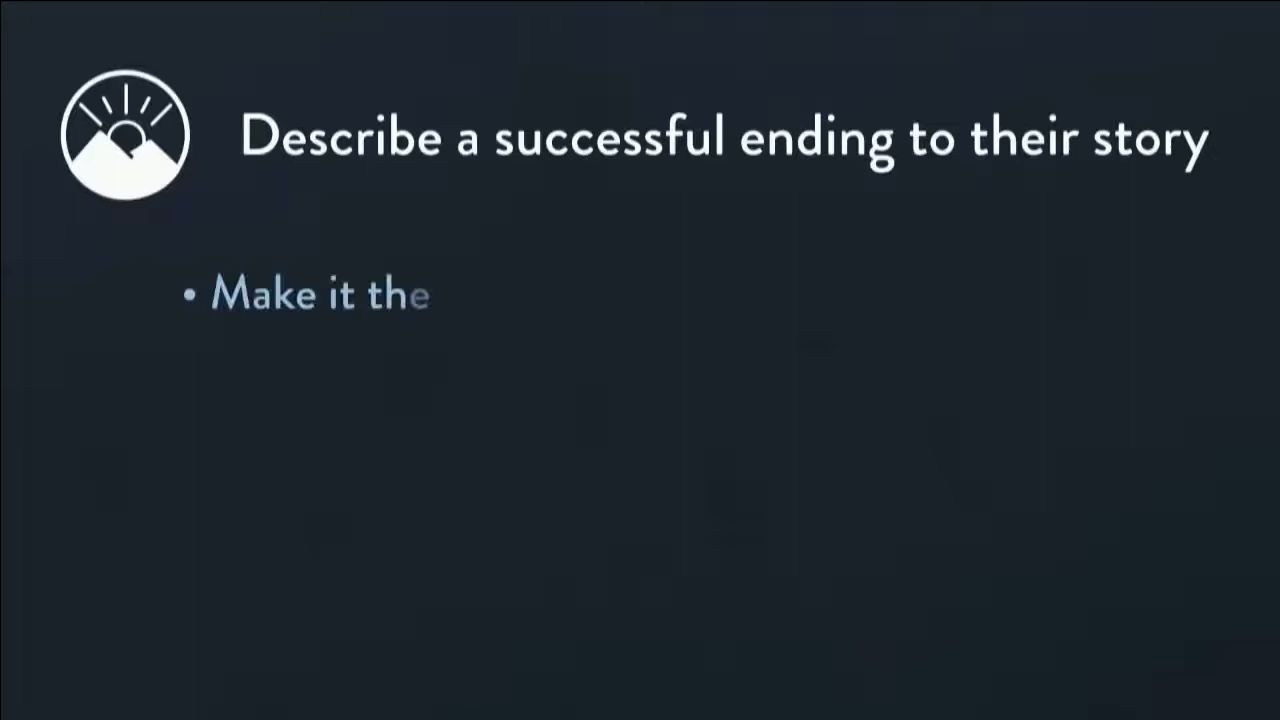 Describe a successful ending to their story
• Make it the